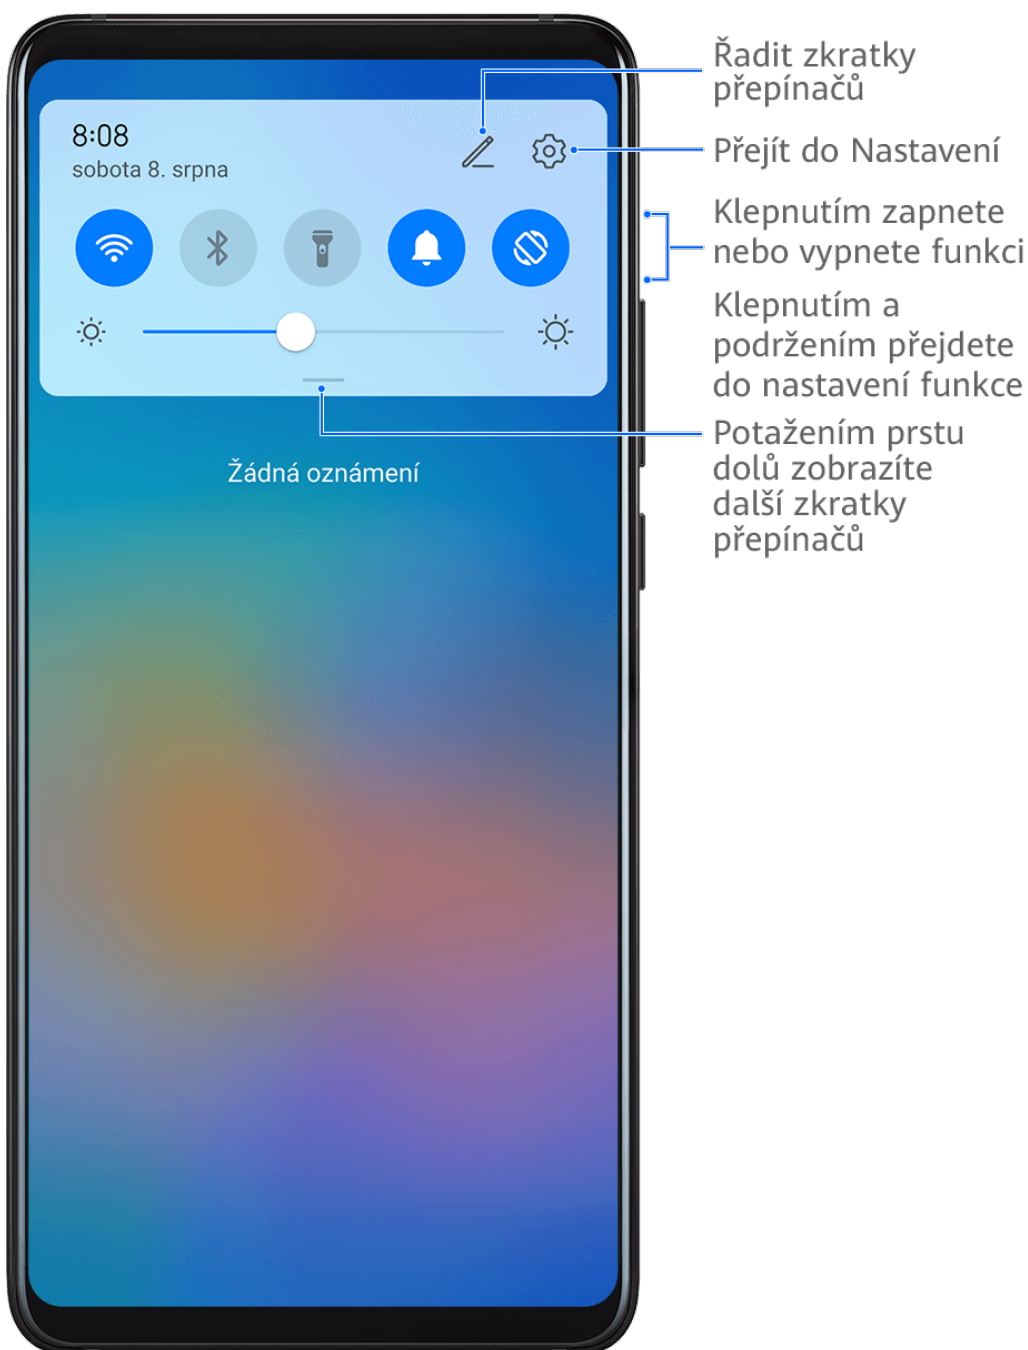 8:08
sobota 8. srpna
Žádná oznámení
Řadit zkratky
přepínačů
Přejít do Nastavení
Klepnutím zapnete
nebo vypnete funkci
Klepnutím a
podržením přejdete
do nastavení funkce
Potažením prstu
dolů zobrazíte
další zkratky
přepínačů